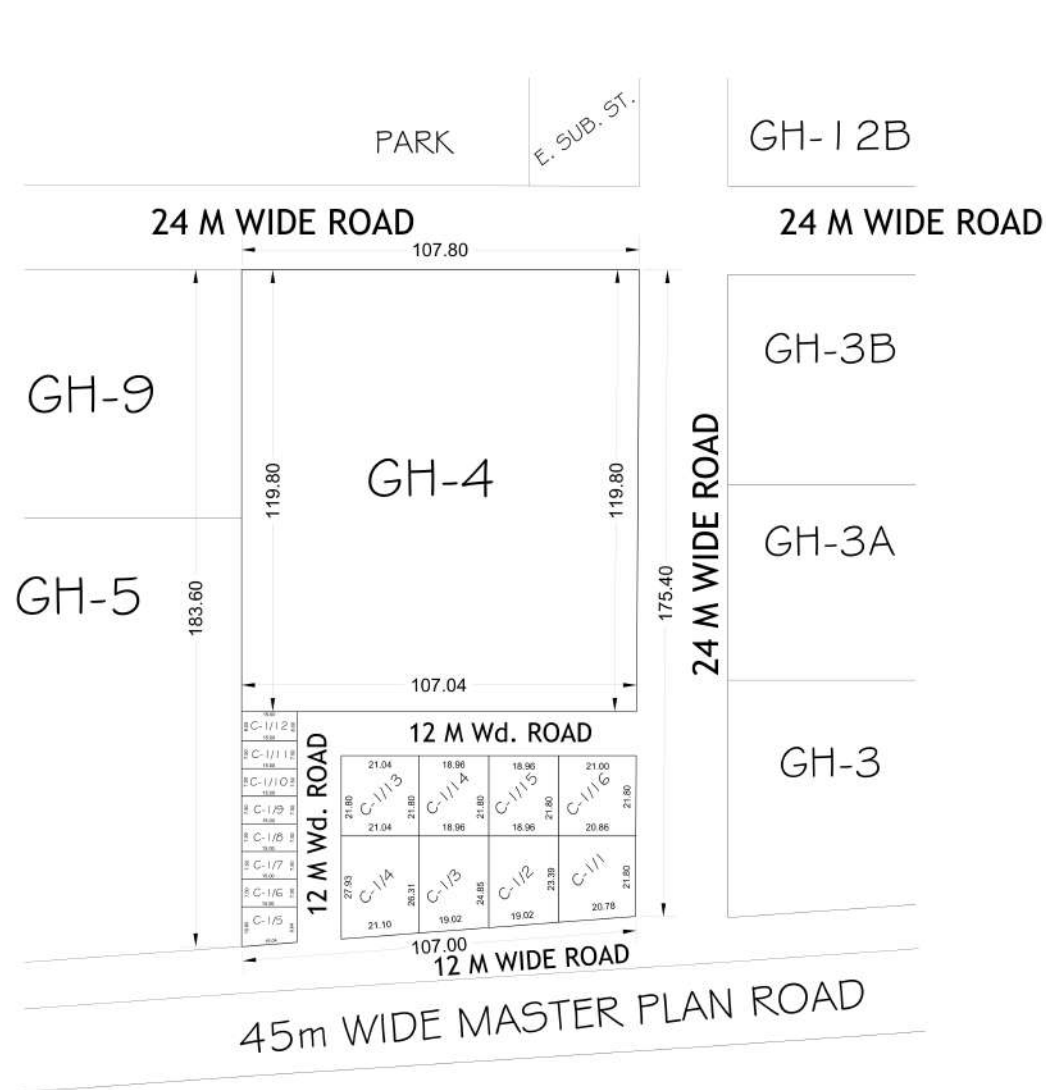 PARK
E. SUB. ST.
GH-12B
24 M WIDE ROAD
24 M WIDE ROAD
107.80
GH-9
GH-4
119.80
119.80
GH-3B
24 M WIDE ROAD
GH-3A
GH-5
183.60
175.40
107.04
GH-3
12 M Wd. ROAD
12 M Wd. ROAD
C-1/12
C-1/11
C-1/10
C-1/9
C-1/8
C-1/7
C-1/6
C-1/5
21.04
18.96
18.96
21.00
21.80
C-1/13
21.80
C-1/14
21.80
C-1/15
21.80
C-1/16
21.80
21.04
18.96
18.96
20.86
27.93
C-1/4
26.31
C-1/3
24.85
C-1/2
23.39
C-1/1
21.80
21.10
19.02
19.02
20.78
107.00
12 M WIDE ROAD
45m WIDE MASTER PLAN ROAD